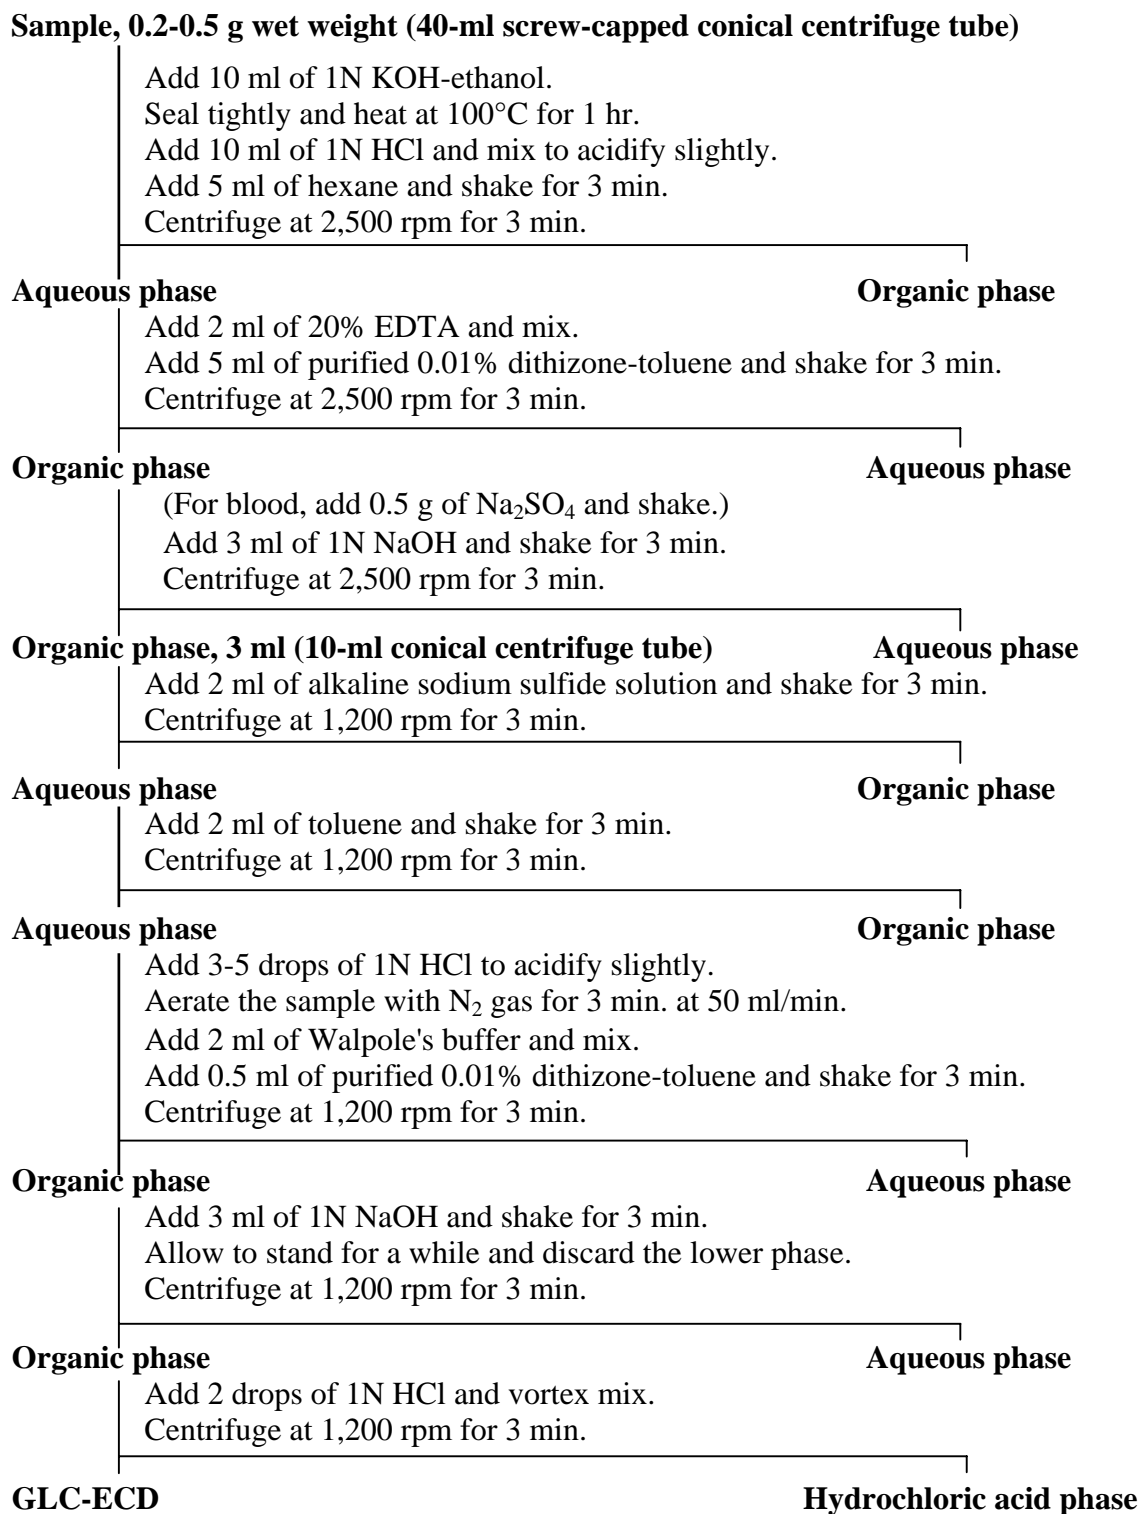 Sample, 0.2-0.5 g wet weight (40-ml screw-capped conical centrifuge tube)
Add 10 ml of 1N KOH-ethanol.
Seal tightly and heat at 100°C for 1 hr.
Add 10 ml of 1N HCl and mix to acidify slightly.
Add 5 ml of hexane and shake for 3 min.
Centrifuge at 2,500 rpm for 3 min.
Aqueous phase Organic phase
Add 2 ml of 20% EDTA and mix.
Add 5 ml of purified 0.01% dithizone-toluene and shake for 3 min.
Centrifuge at 2,500 rpm for 3 min.
Organic phase Aqueous phase
(For blood, add 0.5 g of Na₂SO₄ and shake.)
Add 3 ml of 1N NaOH and shake for 3 min.
Centrifuge at 2,500 rpm for 3 min.
Organic phase, 3 ml (10-ml conical centrifuge tube) Aqueous phase
Add 2 ml of alkaline sodium sulfide solution and shake for 3 min.
Centrifuge at 1,200 rpm for 3 min.
Aqueous phase Organic phase
Add 2 ml of toluene and shake for 3 min.
Centrifuge at 1,200 rpm for 3 min.
Aqueous phase Organic phase
Add 3-5 drops of 1N HCl to acidify slightly.
Aerate the sample with N₂ gas for 3 min. at 50 ml/min.
Add 2 ml of Walpole's buffer and mix.
Add 0.5 ml of purified 0.01% dithizone-toluene and shake for 3 min.
Centrifuge at 1,200 rpm for 3 min.
Organic phase Aqueous phase
Add 3 ml of 1N NaOH and shake for 3 min.
Allow to stand for a while and discard the lower phase.
Centrifuge at 1,200 rpm for 3 min.
Organic phase Aqueous phase
Add 2 drops of 1N HCl and vortex mix.
Centrifuge at 1,200 rpm for 3 min.
GLC-ECD Hydrochloric acid phase